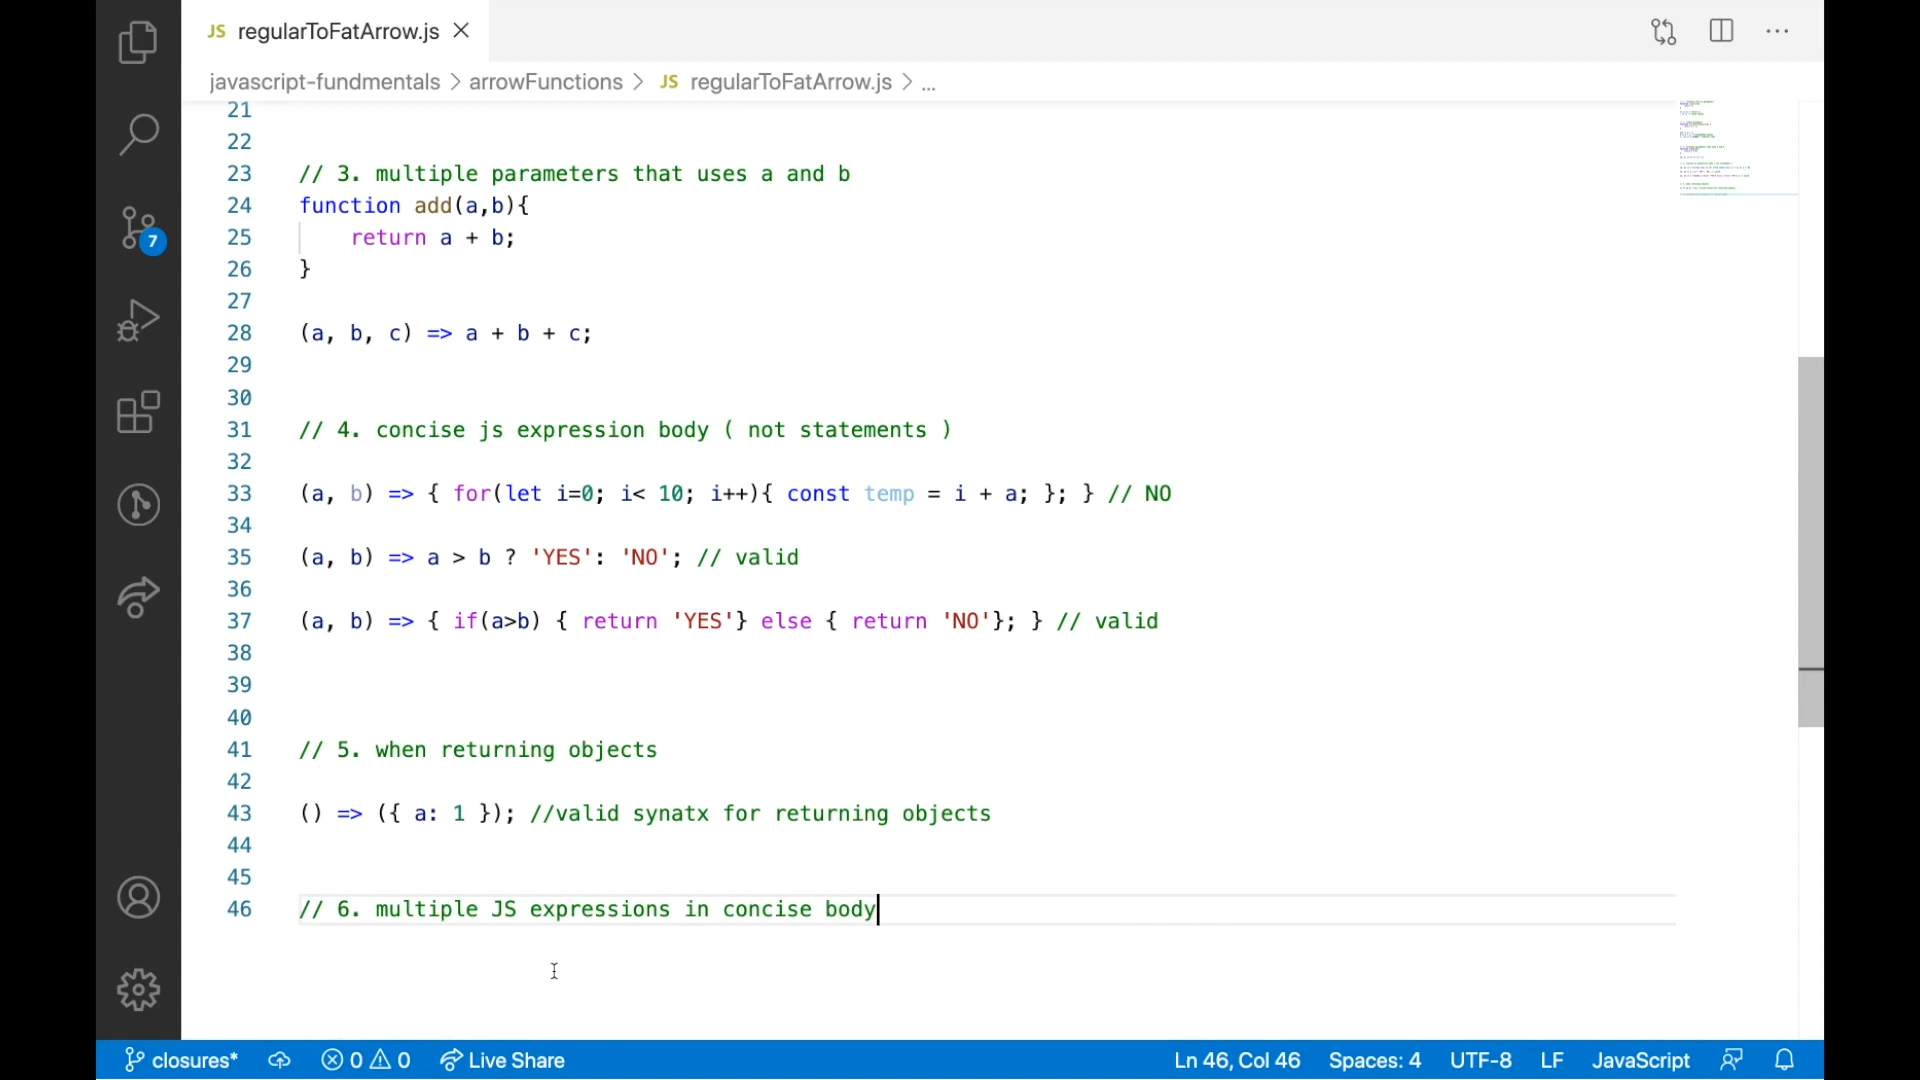 JS regularToFatArrow.js
javascript-fundmentals > arrowFunctions > JS regularToFatArrow.js > ...
21
22
23 // 3. multiple parameters that uses a and b
24 function add(a,b){
25 return a + b;
26 }
27
28 (a, b, c) => a + b + c;
29
30
31 // 4. concise js expression body ( not statements )
32
33 (a, b) => { for(let i=0; i< 10; i++){ const temp = i + a; }; } // NO
34
35 (a, b) => a > b ? 'YES': 'NO'; // valid
36
37 (a, b) => { if(a>b) { return 'YES'} else { return 'NO'}; } // valid
38
39
40
41 // 5. when returning objects
42
43 () => ({ a: 1 }); //valid synatx for returning objects
44
45
46 // 6. multiple JS expressions in concise body
7
closures* 0 0 Live Share Ln 46, Col 46 Spaces: 4 UTF-8 LF JavaScript